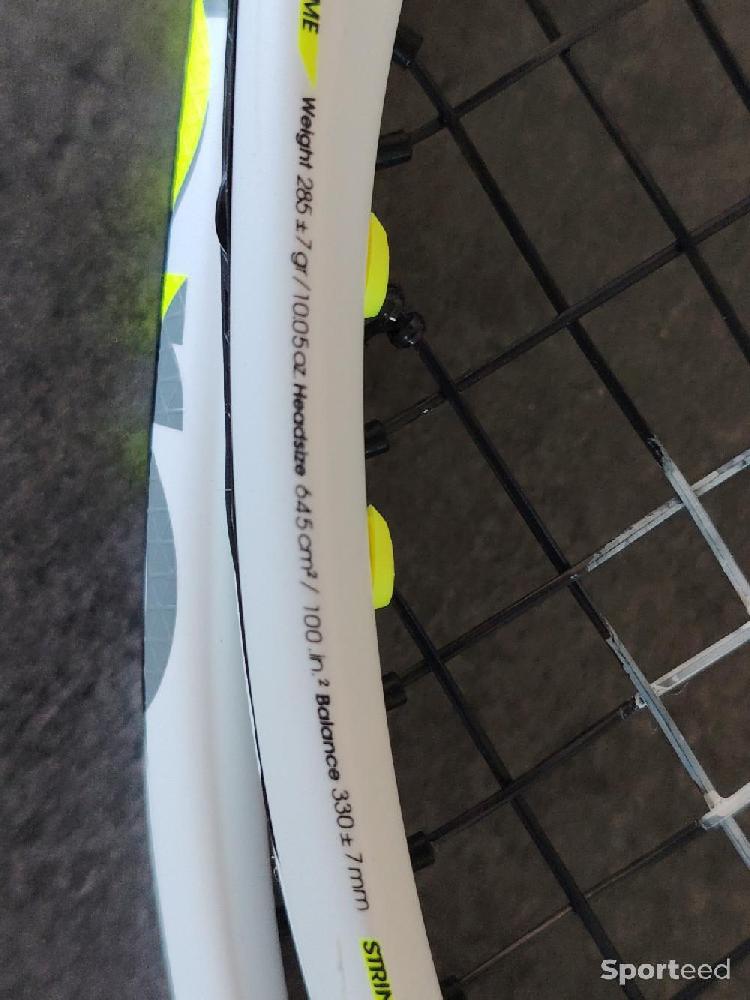 ME
Weight 285 ± 7 gr / 10.05 oz Headsize 645 cm² / 100 .in.² Balance 330 ± 7 mm
STRIN
Sporteed